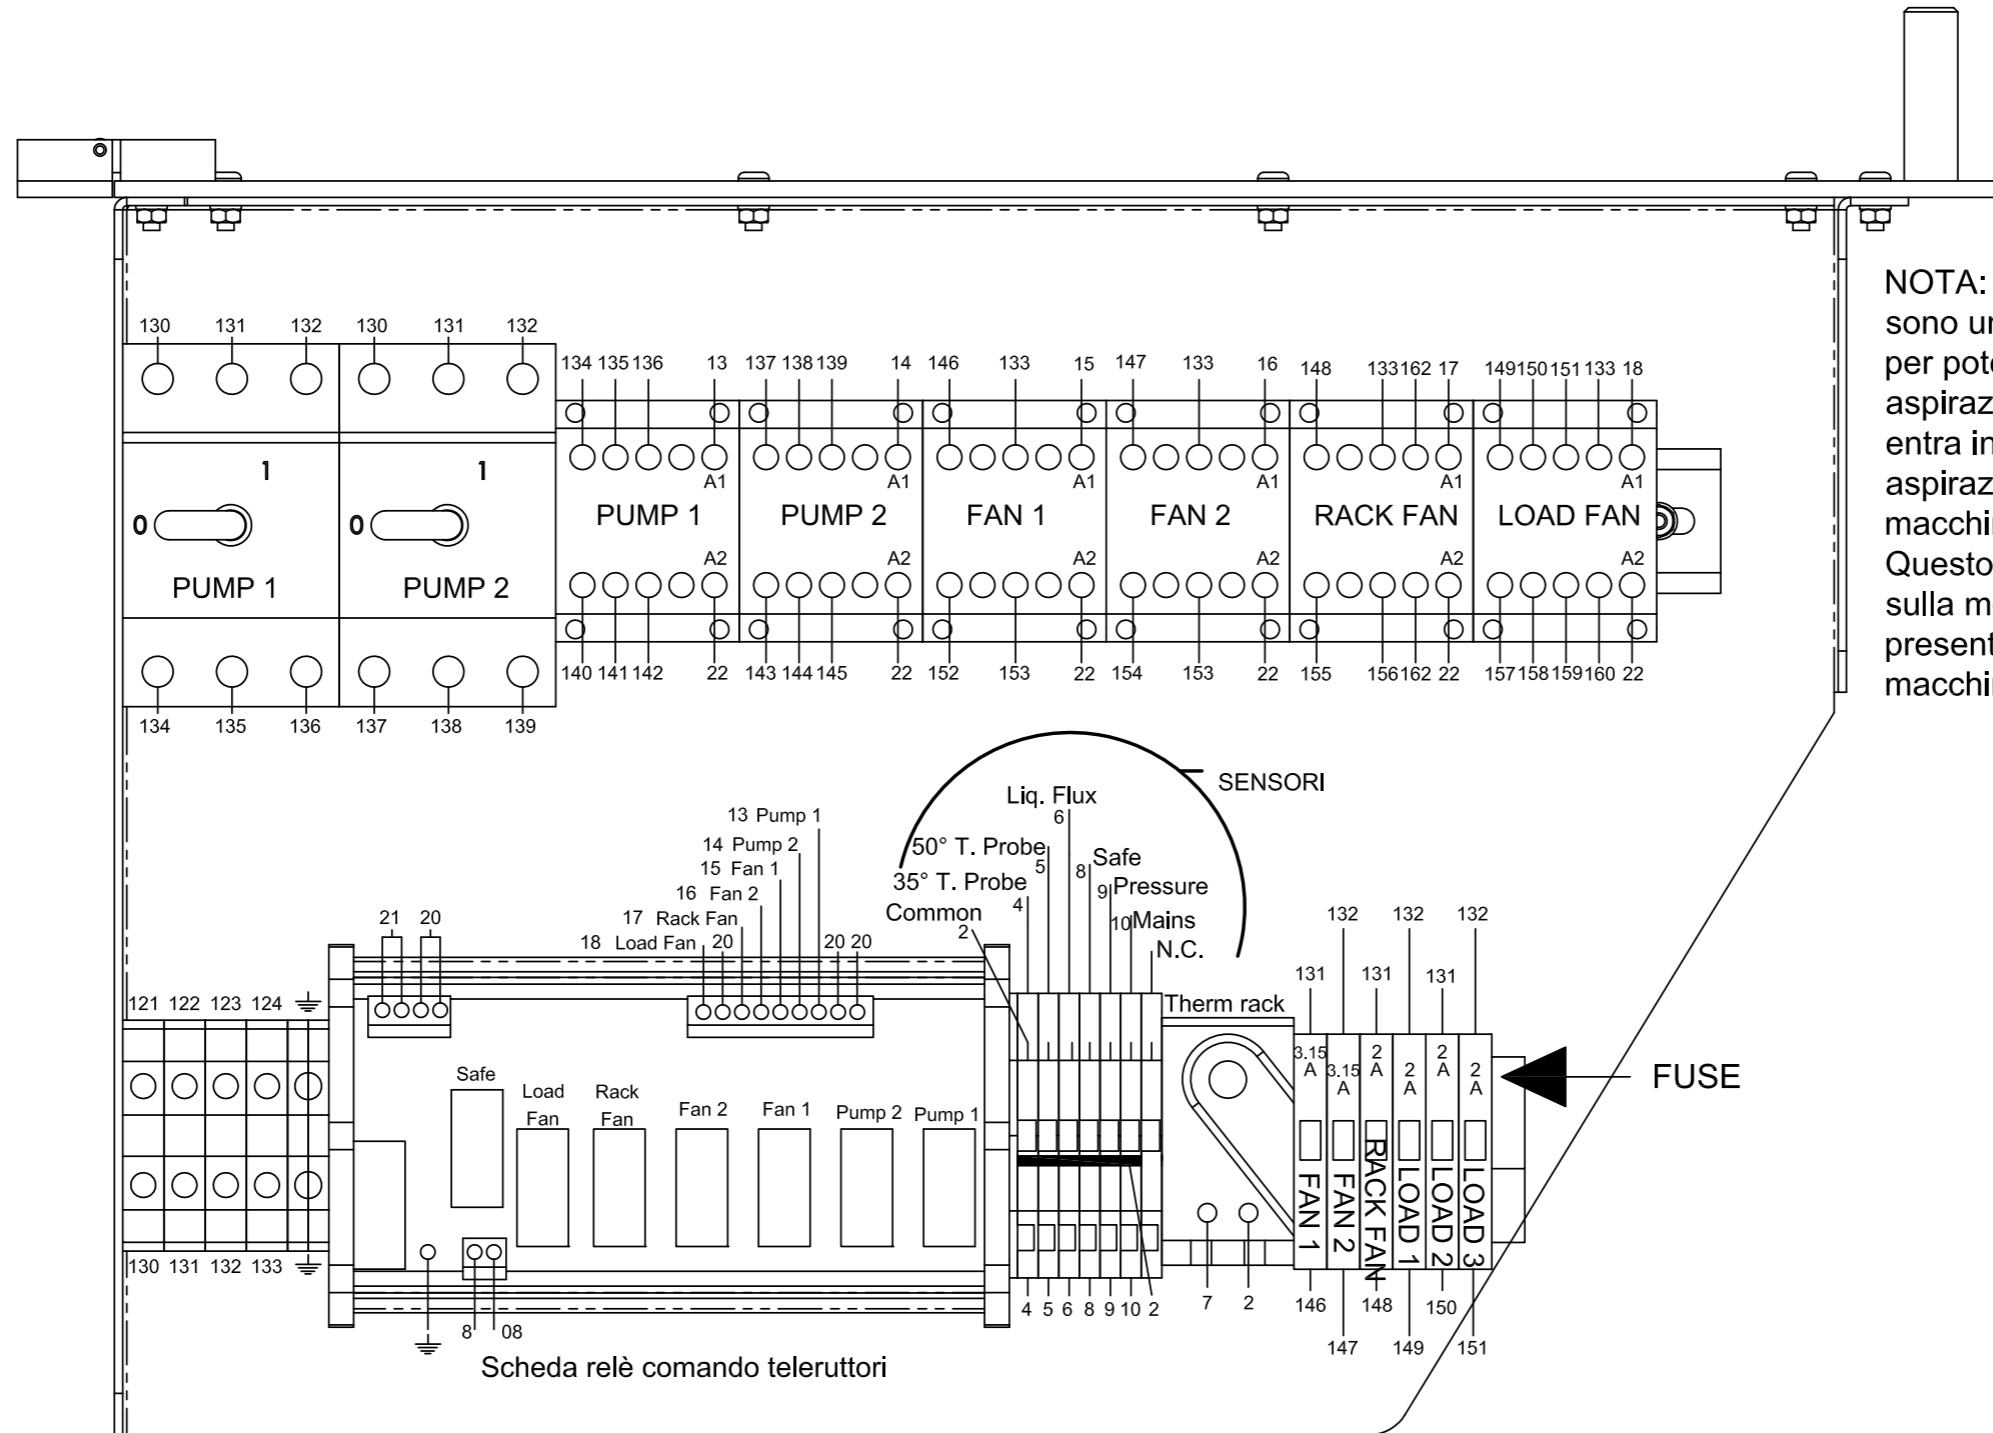 NOTA:
sono
per
entra
Questo
sulla
130 131 132 130 131 132
134 135 136 13 137 138 139 14 146 133 15 147 133 16 148 133 162 17 149 150 151 133 18
1 1
A1 A1 A1 A1 A1 A1
0 0
PUMP 1 PUMP 2 FAN 1 FAN 2 RACK FAN LOAD FAN
A2 A2 A2 A2 A2 A2
PUMP 1 PUMP 2
140 141 142 22 143 144 145 22 152 153 22 154 153 22 155 156 162 22 157 158 159 160 22
134 135 136 137 138 139
SENSORI
Liq. Flux
6
13 Pump 1
14 Pump 2
15 Fan 1
16 Fan 2
17 Rack Fan
18 Load Fan 20 20 20
21 20
50° T. Probe
5
35° T. Probe
4
Common
2
8 Safe
9 Pressure
10 Mains
N.C.
132 132 132
131 131 131
Therm rack
121 122 123 124
3.15 A 3.15 A 2 A 2 A 2 A 2 A
FUSE
Safe
Load Fan
Rack Fan
Fan 2 Fan 1 Pump 2 Pump 1
FAN 1
FAN 2
RACK FAN
LOAD 1
LOAD 2
LOAD 3
130 131 132 133
8 08
4 5 6 8 9 10 2
7 2
146 148 150
147 149 151
Scheda relè comando teleruttori